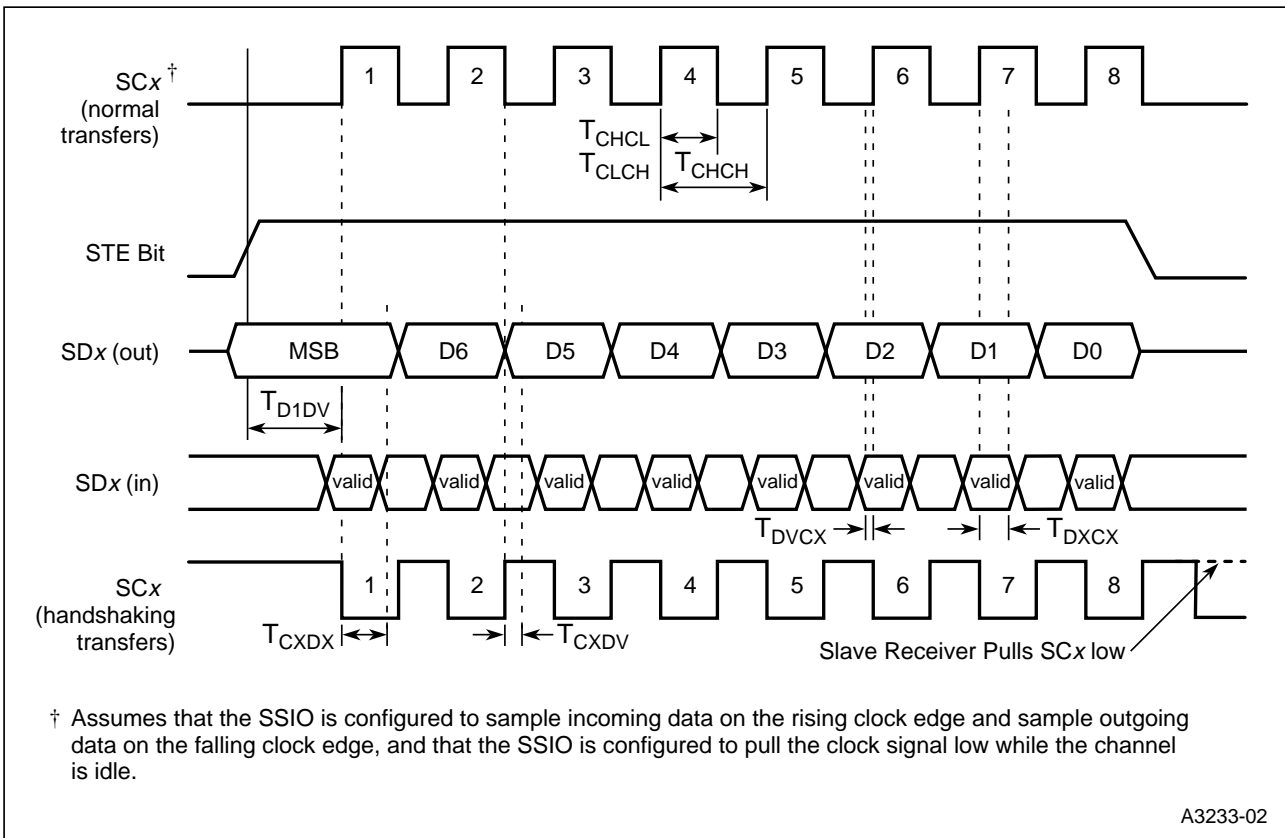 SCx †
(normal
transfers)
1 2 3 4 5 6 7 8
TCHCL
TCLCH
TCHCH
STE Bit
SDx (out)
MSB D6 D5 D4 D3 D2 D1 D0
TD1DV
SDx (in)
valid valid valid valid valid valid valid valid
TDVCX
TDXCX
SCx
(handshaking
transfers)
1 2 3 4 5 6 7 8
TCXDX
TCXDV
Slave Receiver Pulls SCx low
† Assumes that the SSIO is configured to sample incoming data on the rising clock edge and sample outgoing
data on the falling clock edge, and that the SSIO is configured to pull the clock signal low while the channel
is idle.
A3233-02